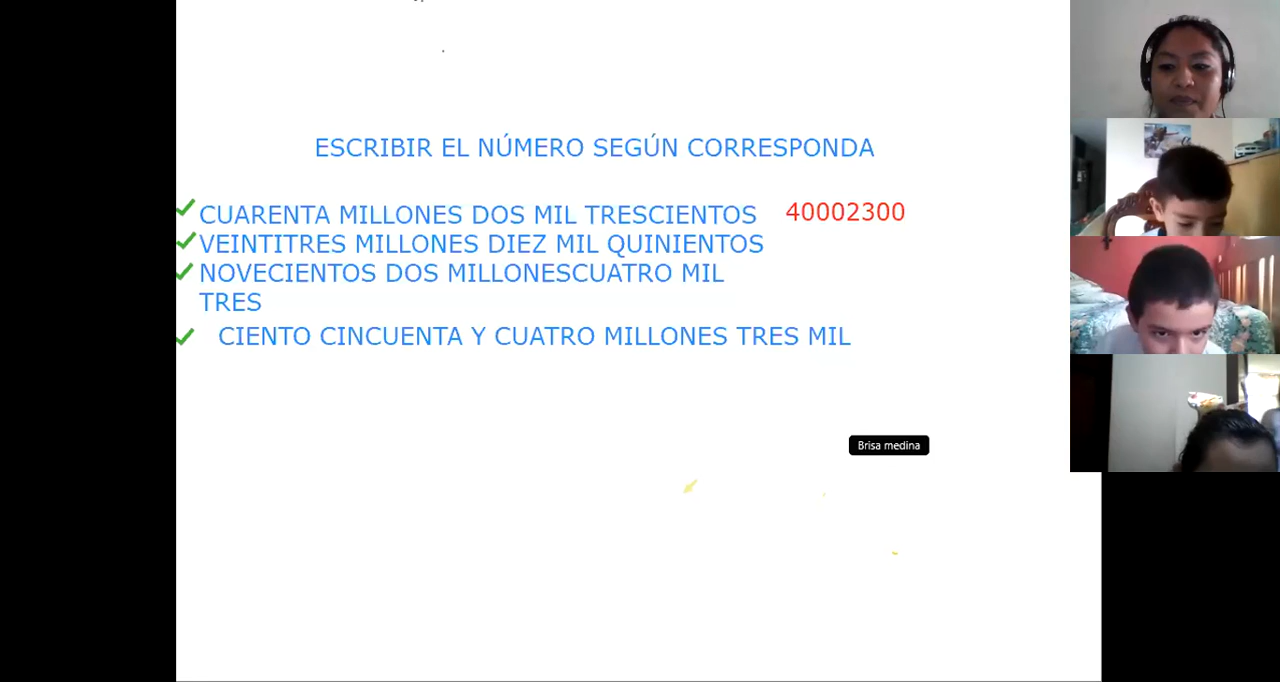 ESCRIBIR EL NÚMERO SEGÚN CORRESPONDA
CUARENTA MILLONES DOS MIL TRESCIENTOS 40002300
VEINTITRES MILLONES DIEZ MIL QUINIENTOS
NOVECIENTOS DOS MILLONESCUATRO MIL
TRES
CIENTO CINCUENTA Y CUATRO MILLONES TRES MIL
Brisa medina